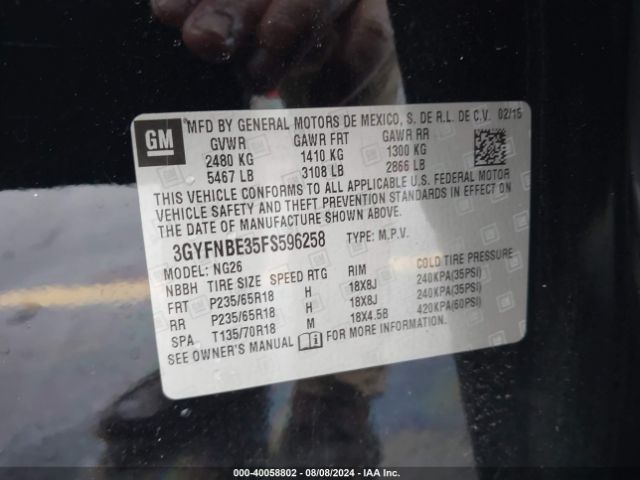 GM
MFD BY GENERAL MOTORS DE MEXICO, S. DE R.L. DE C.V. 02/15
GVWR GAWR FRT GAWR RR
2480 KG 1410 KG 1300 KG
5467 LB 3108 LB 2866 LB
THIS VEHICLE CONFORMS TO ALL APPLICABLE U.S. FEDERAL MOTOR
VEHICLE SAFETY AND THEFT PREVENTION STANDARDS IN EFFECT ON
THE DATE OF MANUFACTURE SHOWN ABOVE.
3GYFNBE35FS596258 TYPE: M.P.V.
MODEL: NG26
NBBH TIRE SIZE SPEED RTG RIM COLD TIRE PRESSURE
FRT P235/65R18 H 18X8J 240KPA(35PSI)
RR P235/65R18 H 18X8J 240KPA(35PSI)
SPA T135/70R18 M 18X4.5B 420KPA(60PSI)
SEE OWNER'S MANUAL FOR MORE INFORMATION.
000-40058802 - 08/08/2024 - IAA Inc.